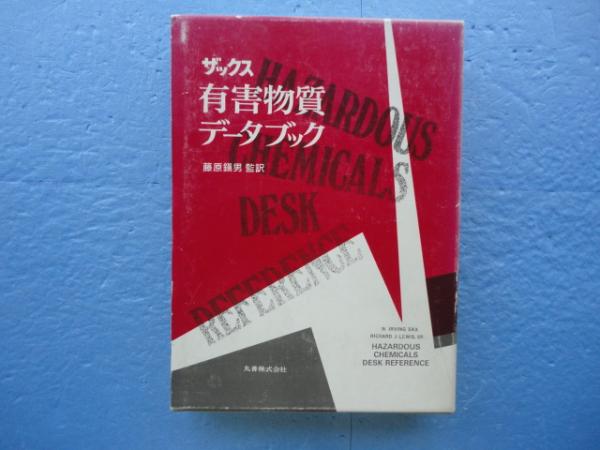 ザックス
有害物質
データブック
藤原鎮男 監訳
HAZARDOUS
CHEMICALS
DESK
REFERENCE
N. IRVING SAX
RICHARD J. LEWIS, SR.
HAZARDOUS
CHEMICALS
DESK REFERENCE
丸善株式会社